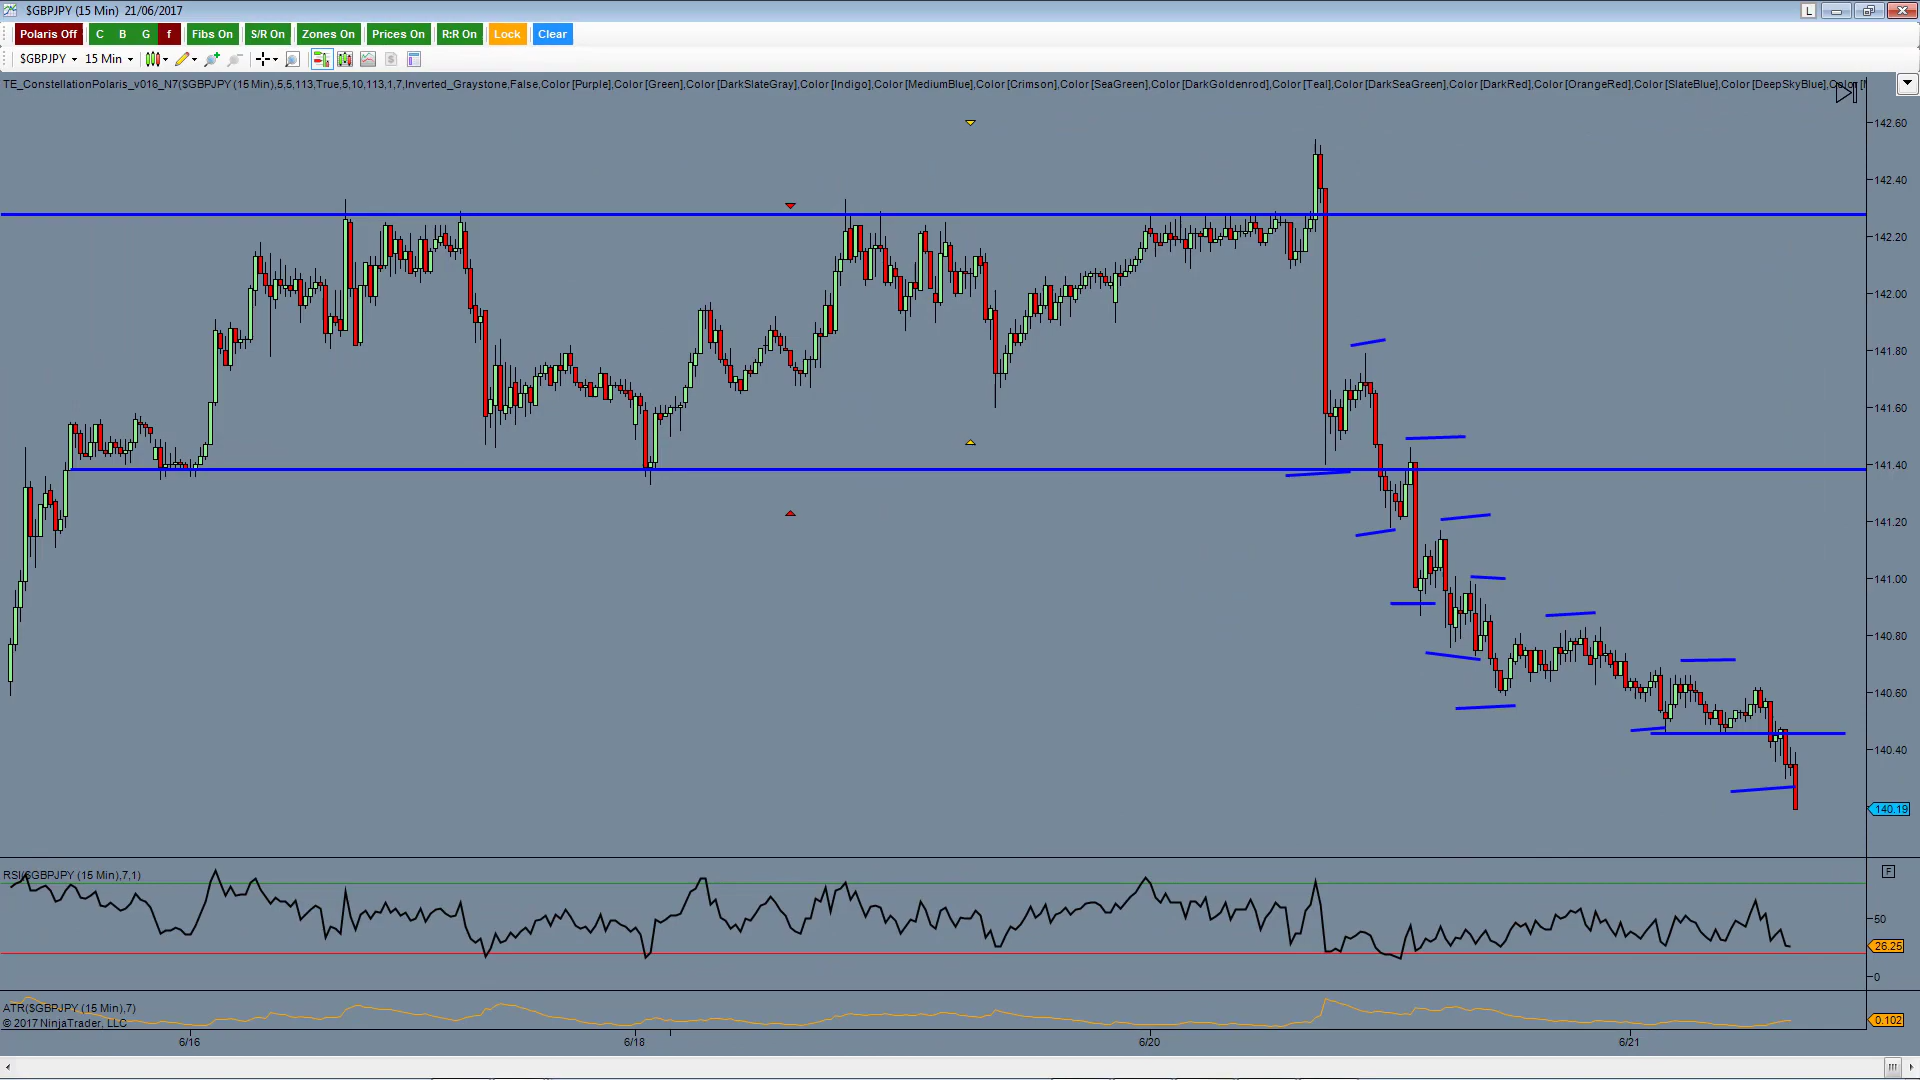 $GBPJPY (15 Min) 21/06/2017
L
Polaris Off C B G f Fibs On S/R On Zones On Prices On R:R On Lock Clear
$GBPJPY 15 Min
TE_ConstellationPolaris_v016_N7($GBPJPY (15 Min),5,5,113,True,5,10,113,1,7,Inverted_Graystone,False,Color [Purple],Color [Green],Color [DarkSlateGray],Color [Indigo],Color [MediumBlue],Color [Crimson],Color [SeaGreen],Color [DarkGoldenrod],Color [Teal],Color [DarkSeaGreen],Color [DarkRed],Color [OrangeRed],Color [SlateBlue],Color [DeepSkyBlue],Color
142.60
142.40
142.20
142.00
141.80
141.60
141.40
141.20
141.00
140.80
140.60
140.40
140.19
RSI($GBPJPY (15 Min),7,1)
F
50
26.25
0
ATR($GBPJPY (15 Min),7)
© 2017 NinjaTrader, LLC
0.102
6/16 6/18 6/20 6/21